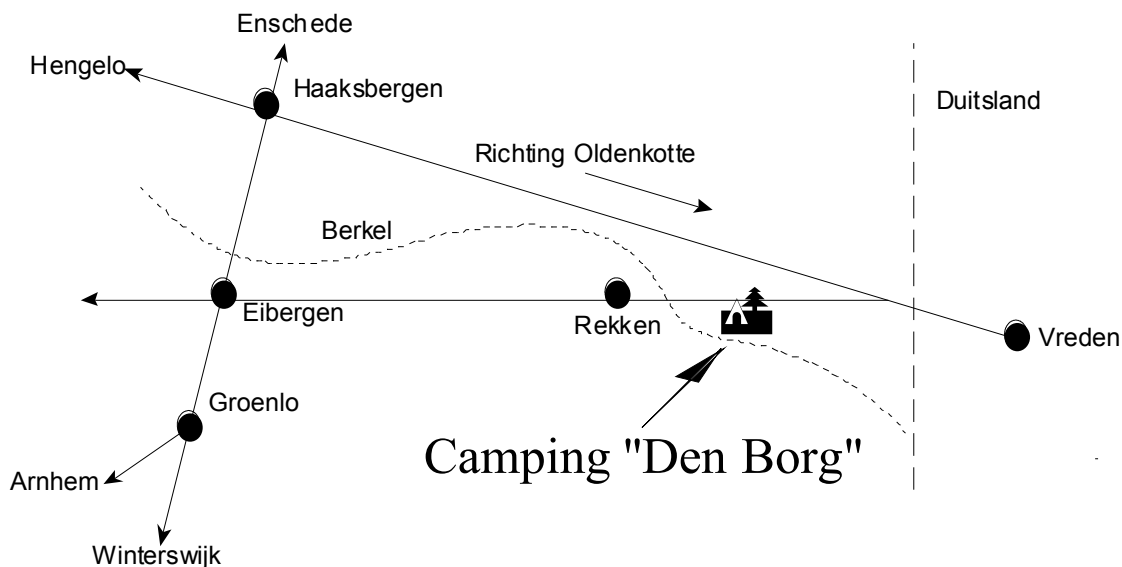 Enschede
Hengelo
Haaksbergen
Duitsland
Richting Oldenkotte
Berkel
Eibergen
Rekken
Vreden
Groenlo
Camping "Den Borg"
Arnhem
Winterswijk